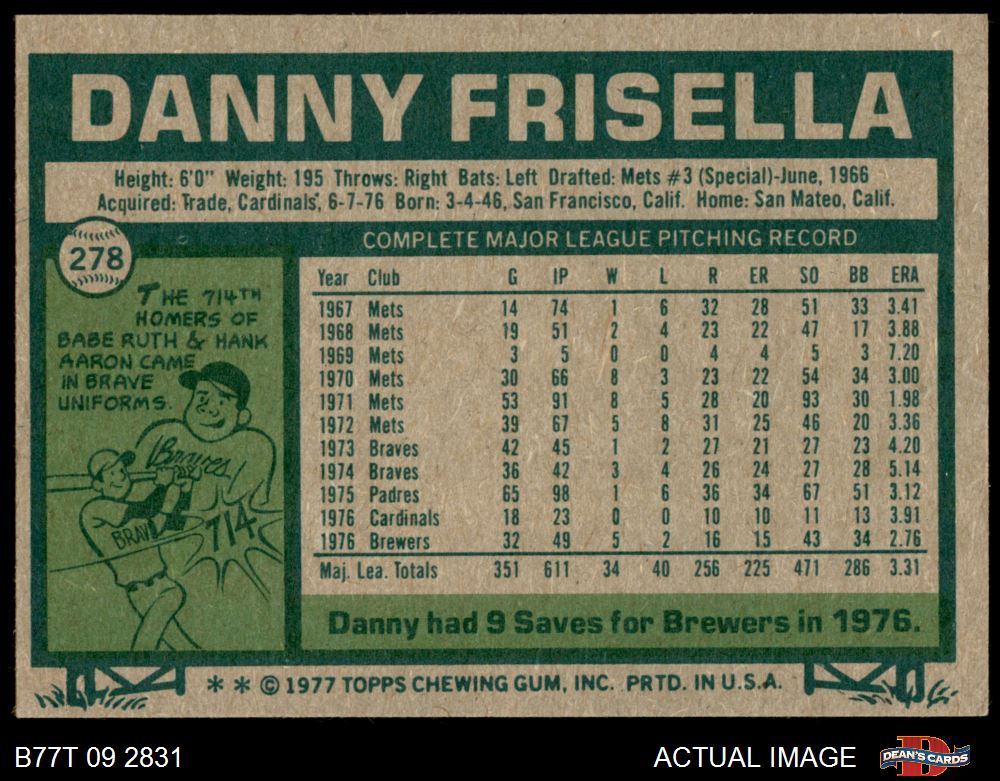 DANNY FRISELLA
Height: 6'0" Weight: 195 Throws: Right Bats: Left Drafted: Mets #3 (Special)-June, 1966
Acquired: Trade, Cardinals, 6-7-76 Born: 3-4-46, San Francisco, Calif. Home: San Mateo, Calif.
278
THE 714TH
HOMERS OF
BABE RUTH & HANK
AARON CAME
IN BRAVE
UNIFORMS.
Braves
BRAV
714
COMPLETE MAJOR LEAGUE PITCHING RECORD
Year Club G IP W L R ER SO BB ERA
1967 Mets 14 74 1 6 32 28 51 33 3.41
1968 Mets 19 51 2 4 23 22 47 17 3.88
1969 Mets 3 5 0 0 4 4 5 3 7.20
1970 Mets 30 66 8 3 23 22 54 34 3.00
1971 Mets 53 91 8 5 28 20 93 30 1.98
1972 Mets 39 67 5 8 31 25 46 20 3.36
1973 Braves 42 45 1 2 27 21 27 23 4.20
1974 Braves 36 42 3 4 26 24 27 28 5.14
1975 Padres 65 98 1 6 36 34 67 51 3.12
1976 Cardinals 18 23 0 0 10 10 11 13 3.91
1976 Brewers 32 49 5 2 16 15 43 34 2.76
Maj. Lea. Totals 351 611 34 40 256 225 471 286 3.31
Danny had 9 Saves for Brewers in 1976.
* * © 1977 TOPPS CHEWING GUM, INC. PRTD. IN U.S.A.
B77T 09 2831
ACTUAL IMAGE
D
DEAN'S CARDS